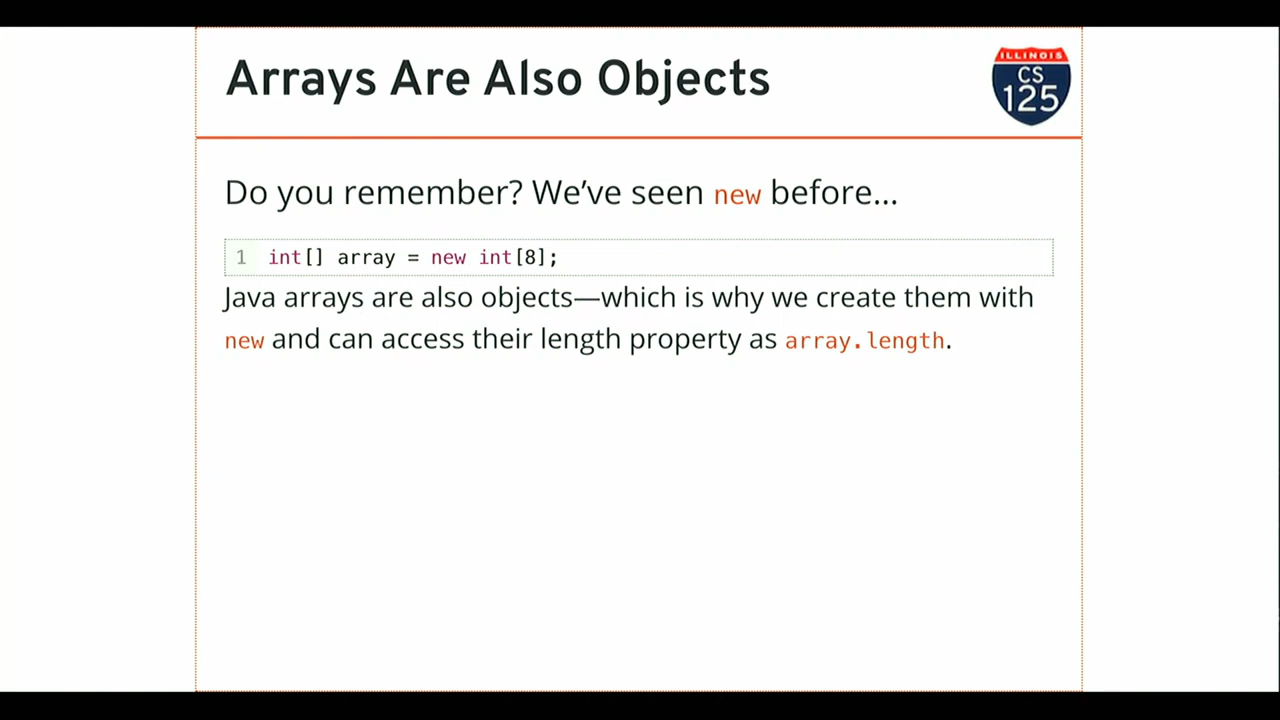 Arrays Are Also Objects
ILLINOIS
CS
125
Do you remember? We've seen new before...
1 int[] array = new int[8];
Java arrays are also objects—which is why we create them with
new and can access their length property as array.length.